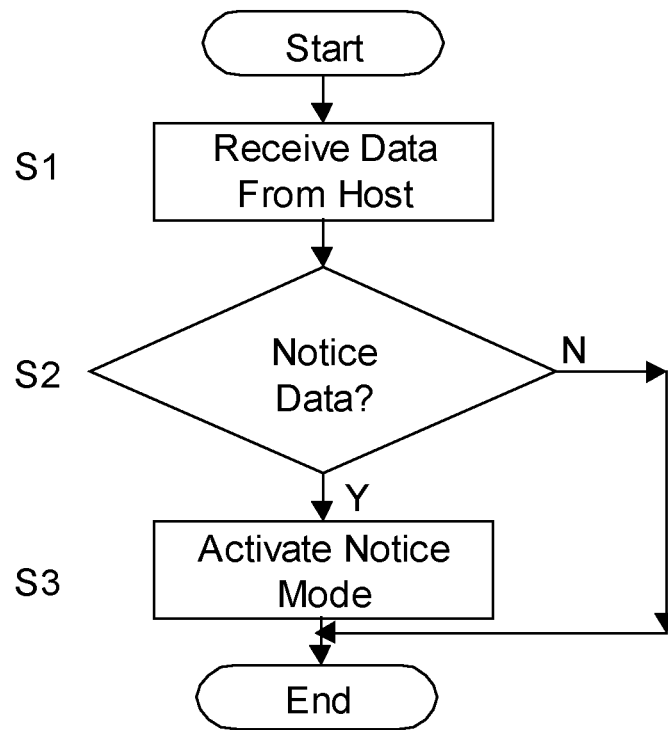 Start
S1
Receive Data
From Host
S2
Notice
Data?
N
Y
S3
Activate Notice
Mode
End